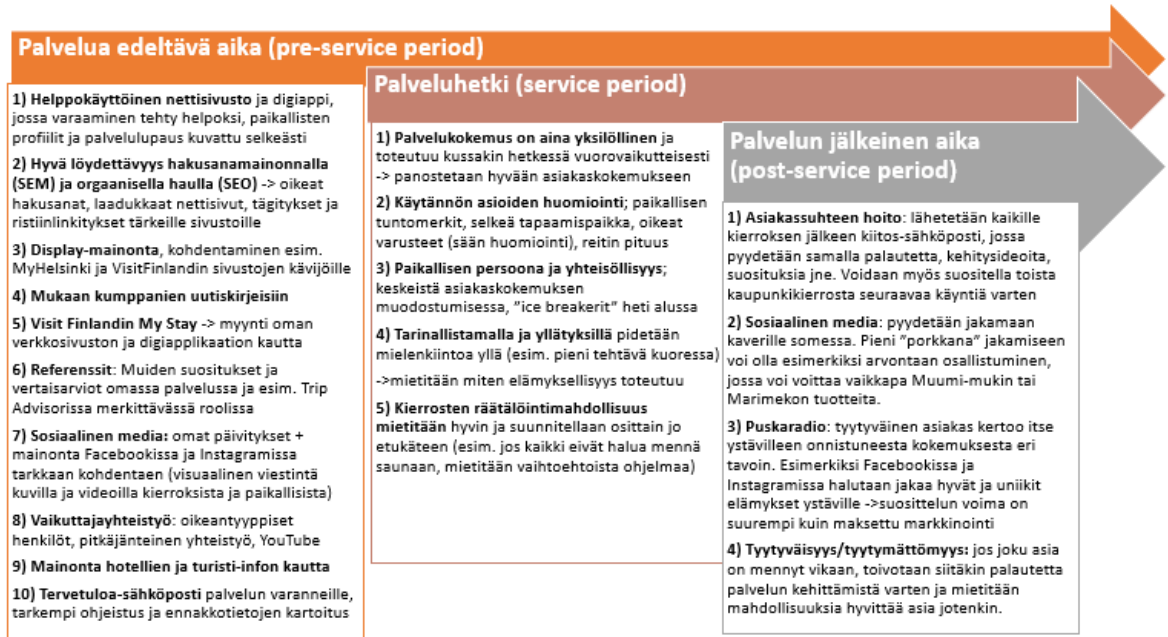 Palvelua edeltävä aika (pre-service period)
1) Helppokäyttöinen nettisivusto ja digiappi,
jossa varaaminen tehty helpoksi, paikallisten
profiilit ja palvelulupaus kuvattu selkeästi
2) Hyvä löydettävyys hakusanamainonnalla
(SEM) ja orgaanisella haulla (SEO) -> oikeat
hakusanat, laadukkaat nettisivut, tägitykset ja
ristiinlinkitykset tärkeille sivustoille
3) Display-mainonta, kohdentaminen esim.
MyHelsinki ja VisitFinlandin sivustojen kävijöille
4) Mukaan kumppanien uutiskirjeisiin
5) Visit Finlandin My Stay -> myynti oman
verkkosivuston ja digiapplikaation kautta
6) Referenssit: Muiden suositukset ja
vertaisarviot omassa palvelussa ja esim. Trip
Advisorissa merkittävässä roolissa
7) Sosiaalinen media: omat päivitykset +
mainonta Facebookissa ja Instagramissa
tarkkaan kohdentaen (visuaalinen viestintä
kuvilla ja videoilla kierroksista ja paikallisista)
8) Vaikuttajayhteistyö: oikeantyyppiset
henkilöt, pitkäjänteinen yhteistyö, YouTube
9) Mainonta hotellien ja turisti-infon kautta
10) Tervetuloa-sähköposti palvelun varanneille,
tarkempi ohjeistus ja ennakkotietojen kartoitus
Palveluhetki (service period)
1) Palvelukokemus on aina yksilöllinen ja
toteutuu kussakin hetkessä vuorovaikutteisesti
-> panostetaan hyvään asiakaskokemukseen
2) Käytännön asioiden huomiointi; paikallisen
tuntomerkit, selkeä tapaamispaikka, oikeat
varusteet (sään huomiointi), reitin pituus
3) Paikallisen persoona ja yhteisöllisyys;
keskeistä asiakaskokemuksen
muodostumisessa, ”ice breakerit” heti alussa
4) Tarinallistamalla ja yllätyksillä pidetään
mielenkiintoa yllä (esim. pieni tehtävä kuoressa)
->mietitään miten elämyksellisyys toteutuu
5) Kierrosten räätälöintimahdollisuus
mietitään hyvin ja suunnitellaan osittain jo
etukäteen (esim. jos kaikki eivät halua mennä
saunaan, mietitään vaihtoehtoista ohjelmaa)
Palvelun jälkeinen aika
(post-service period)
1) Asiakassuhteen hoito: lähetetään kaikille
kierroksen jälkeen kiitos-sähköposti, jossa
pyydetään samalla palautetta, kehitysideoita,
suosituksia jne. Voidaan myös suositella toista
kaupunkikierrosta seuraavaa käyntiä varten
2) Sosiaalinen media: pyydetään jakamaan
kaverille somessa. Pieni ”porkkana” jakamiseen
voi olla esimerkiksi arvontaan osallistuminen,
jossa voi voittaa vaikkapa Muumi-mukin tai
Marimekon tuotteita.
3) Puskaradio: tyytyväinen asiakas kertoo itse
ystävilleen onnistuneesta kokemuksesta eri
tavoin. Esimerkiksi Facebookissa ja
Instagramissa halutaan jakaa hyvät ja uniikit
elämykset ystäville ->suosittelun voima on
suurempi kuin maksettu markkinointi
4) Tyytyväisyys/tyytymättömyys: jos joku asia
on mennyt vikaan, toivotaan siitäkin palautetta
palvelun kehittämistä varten ja mietitään
mahdollisuuksia hyvittää asia jotenkin.